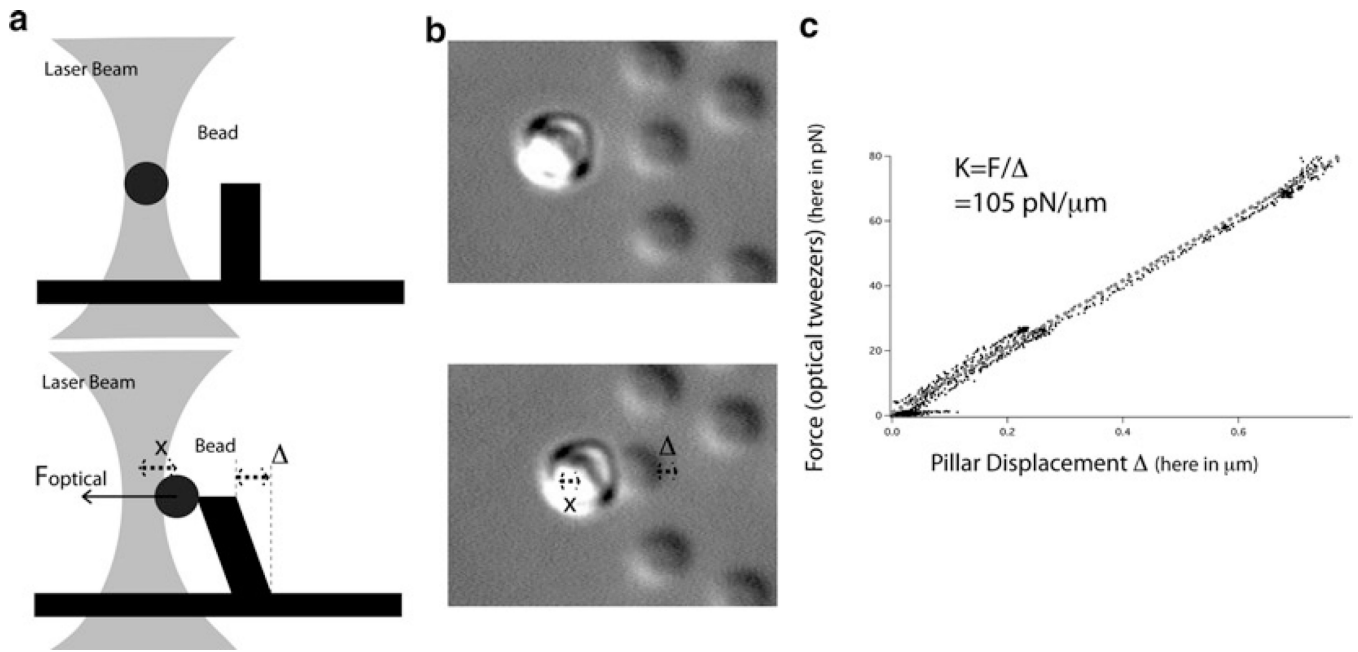 a
Laser Beam
Bead
Laser Beam
x
Bead
Δ
Foptical
b
Δ
x
c
Force (optical tweezers) (here in pN)
K=F/Δ
=105 pN/μm
80
60
40
20
0
0.0
0.2
0.4
0.6
Pillar Displacement Δ (here in μm)